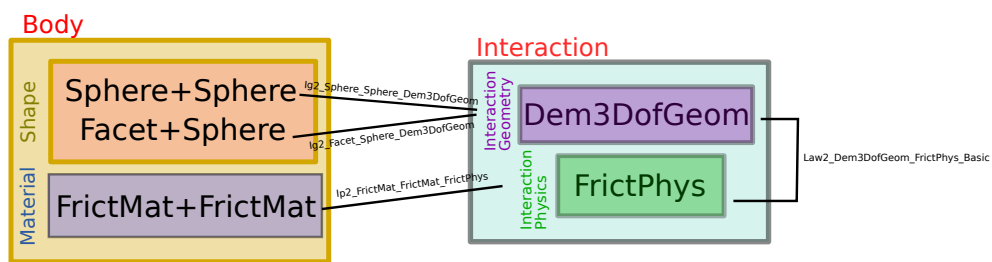 Body
Shape
Sphere+Sphere
Facet+Sphere
Material
FrictMat+FrictMat
Ig2_Sphere_Sphere_Dem3DofGeom
Ig2_Facet_Sphere_Dem3DofGeom
Ip2_FrictMat_FrictMat_FrictPhys
Interaction
Interaction
Geometry
Dem3DofGeom
Interaction
Physics
FrictPhys
Law2_Dem3DofGeom_FrictPhys_Basic